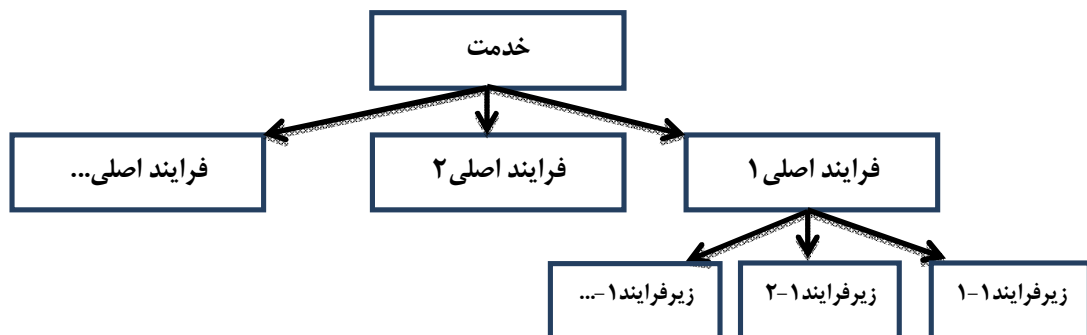 خدمت
فرایند اصلی۱
فرایند اصلی۲
فرایند اصلی...
زیرفرایند۱-۱
زیرفرایند۱-۲
زیرفرایند۱-...